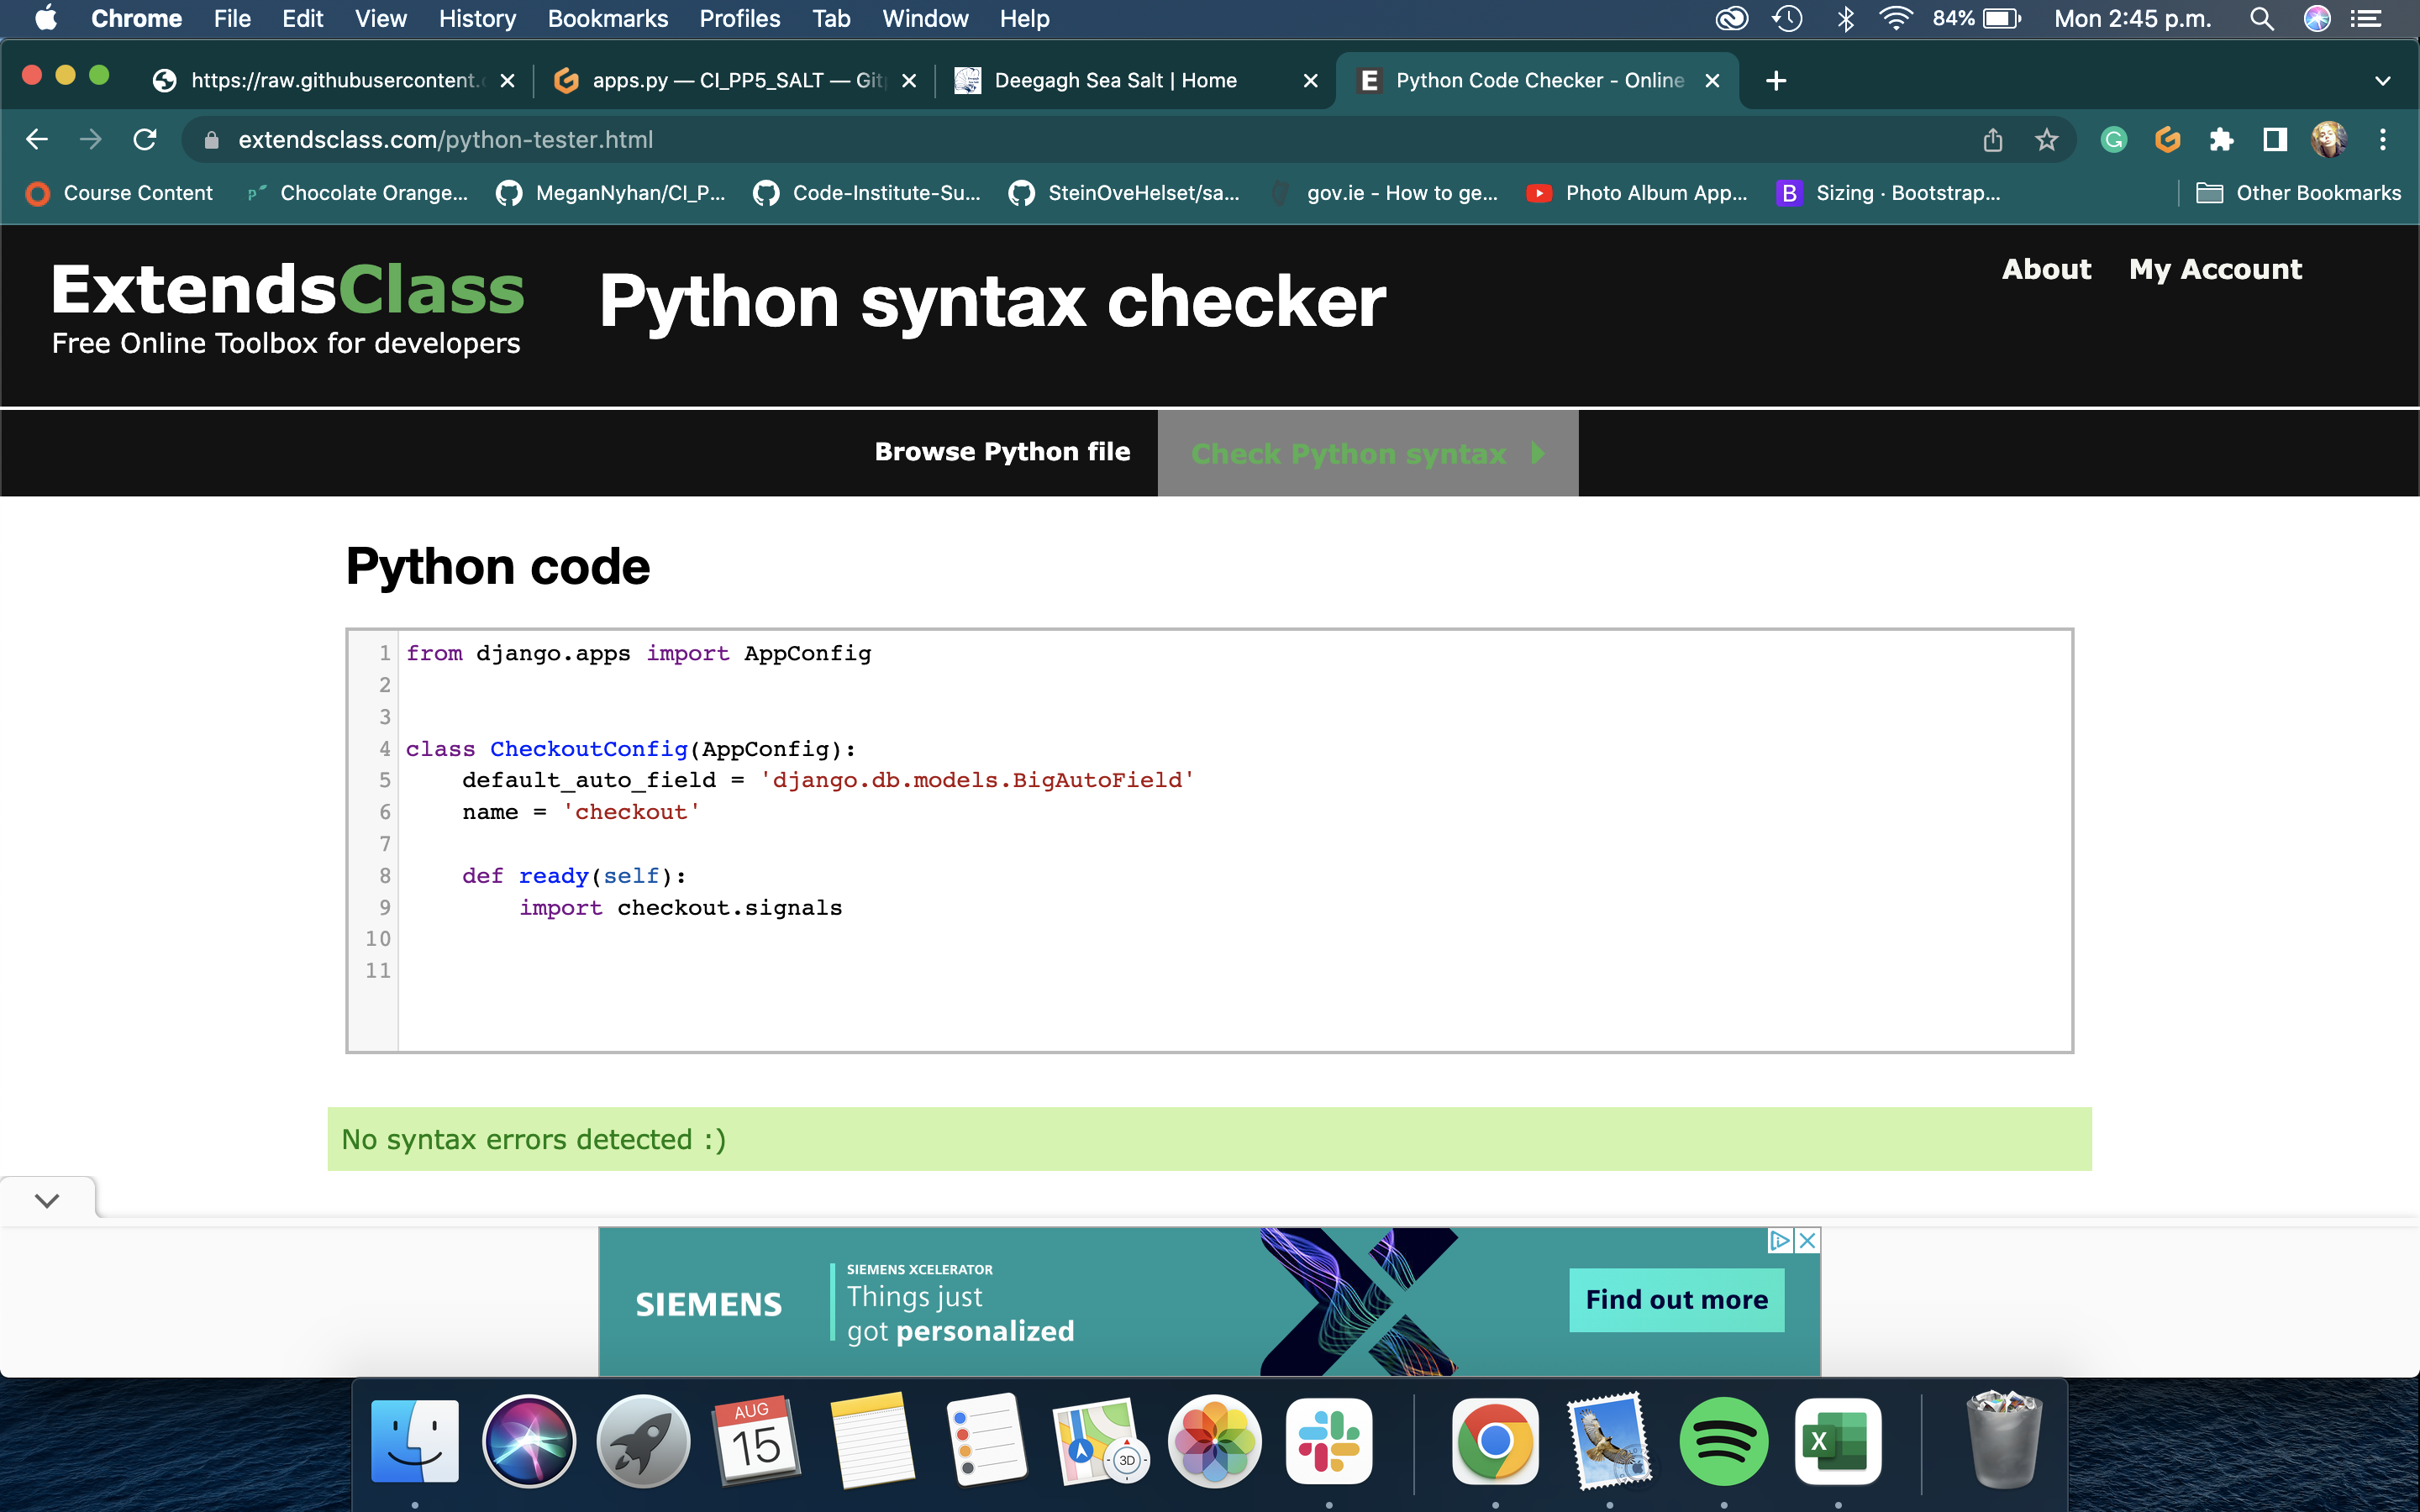 Chrome File Edit View History Bookmarks Profiles Tab Window Help 84% Mon 2:45 p.m.
https://raw.githubusercontent.c apps.py — CI_PP5_SALT — Git Deegagh Sea Salt | Home Python Code Checker - Online
extendsclass.com/python-tester.html
Course Content Chocolate Orange... MeganNyhan/CI_P... Code-Institute-Su... SteinOveHelset/sa... gov.ie - How to ge... Photo Album App... Sizing · Bootstrap... Other Bookmarks
ExtendsClass
Free Online Toolbox for developers
Python syntax checker
About My Account
Browse Python file Check Python syntax
Python code
1 from django.apps import AppConfig
2
3
4 class CheckoutConfig(AppConfig):
5 default_auto_field = 'django.db.models.BigAutoField'
6 name = 'checkout'
7
8 def ready(self):
9 import checkout.signals
10
11
No syntax errors detected :)
SIEMENS
SIEMENS XCELERATOR
Things just
got personalized
Find out more
AUG
15
3D
X